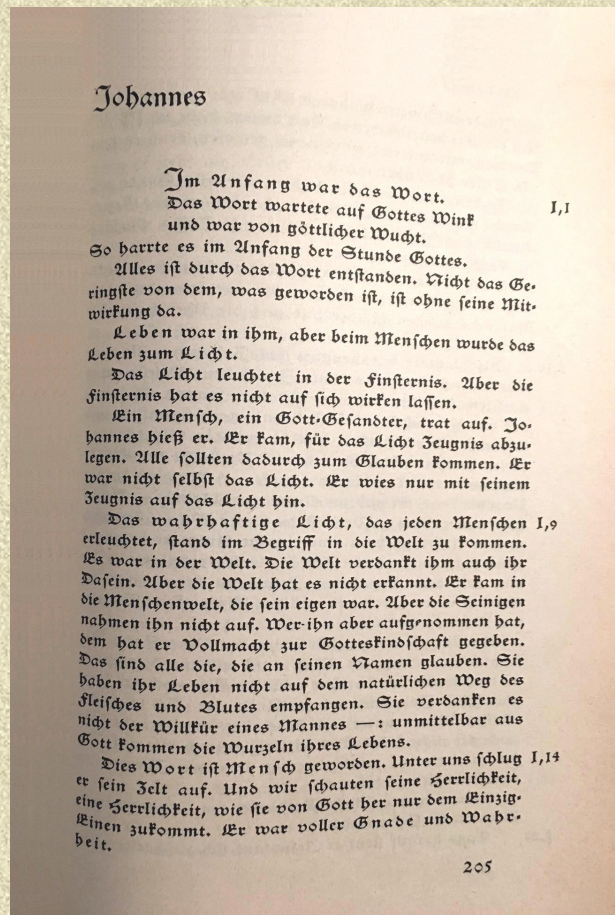 Johannes
Im Anfang war das Wort.
Das Wort wartete auf Gottes Wink 1,1
und war von göttlicher Wucht.
So harrte es im Anfang der Stunde Gottes.
Alles ist durch das Wort entstanden. Nicht das Ge-
ringste von dem, was geworden ist, ist ohne seine Mit-
wirkung da.
Leben war in ihm, aber beim Menschen wurde das
Leben zum Licht.
Das Licht leuchtet in der Finsternis. Aber die
Finsternis hat es nicht auf sich wirken lassen.
Ein Mensch, ein Gott-Gesandter, trat auf. Jo-
hannes hieß er. Er kam, für das Licht Zeugnis abzu-
legen. Alle sollten dadurch zum Glauben kommen. Er
war nicht selbst das Licht. Er wies nur mit seinem
Zeugnis auf das Licht hin.
Das wahrhaftige Licht, das jeden Menschen 1,9
erleuchtet, stand im Begriff in die Welt zu kommen.
Es war in der Welt. Die Welt verdankt ihm auch ihr
Dasein. Aber die Welt hat es nicht erkannt. Er kam in
die Menschenwelt, die sein eigen war. Aber die Seinigen
nahmen ihn nicht auf. Wer ihn aber aufgenommen hat,
dem hat er Vollmacht zur Gotteskindschaft gegeben.
Das sind alle die, die an seinen Namen glauben. Sie
haben ihr Leben nicht auf dem natürlichen Weg des
Fleisches und Blutes empfangen. Sie verdanken es
nicht der Willkür eines Mannes —: unmittelbar aus
Gott kommen die Wurzeln ihres Lebens.
Dies Wort ist Mensch geworden. Unter uns schlug 1,14
er sein Zelt auf. Und wir schauten seine Herrlichkeit,
eine Herrlichkeit, wie sie von Gott her nur dem Einzig-
Einen zukommt. Er war voller Gnade und Wahr-
heit.
205